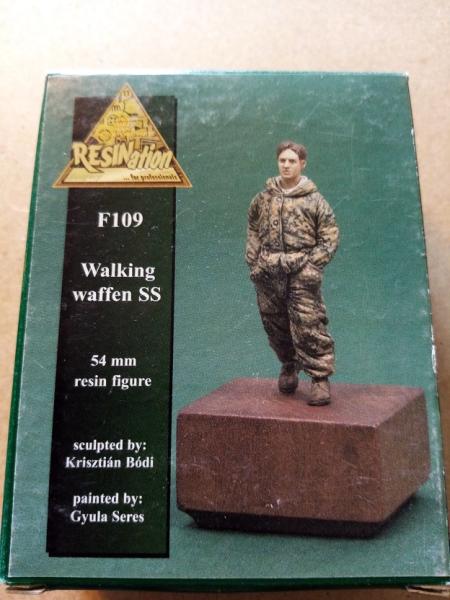 RESINation
...for professionals
F109
Walking
waffen SS
54 mm
resin figure
sculpted by:
Krisztián Bódi
painted by:
Gyula Seres